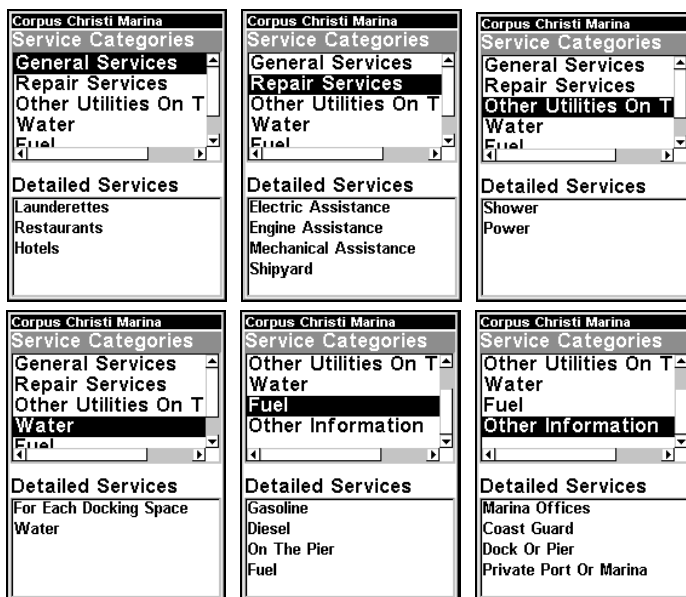 Corpus Christi Marina
Service Categories
General Services
Repair Services
Other Utilities On T
Water
Fuel
Detailed Services
Launderettes
Restaurants
Hotels
Corpus Christi Marina
Service Categories
General Services
Repair Services
Other Utilities On T
Water
Fuel
Detailed Services
Electric Assistance
Engine Assistance
Mechanical Assistance
Shipyard
Corpus Christi Marina
Service Categories
General Services
Repair Services
Other Utilities On T
Water
Fuel
Detailed Services
Shower
Power
Corpus Christi Marina
Service Categories
General Services
Repair Services
Other Utilities On T
Water
Fuel
Detailed Services
For Each Docking Space
Water
Corpus Christi Marina
Service Categories
Other Utilities On T
Water
Fuel
Other Information
Detailed Services
Gasoline
Diesel
On The Pier
Fuel
Corpus Christi Marina
Service Categories
Other Utilities On T
Water
Fuel
Other Information
Detailed Services
Marina Offices
Coast Guard
Dock Or Pier
Private Port Or Marina